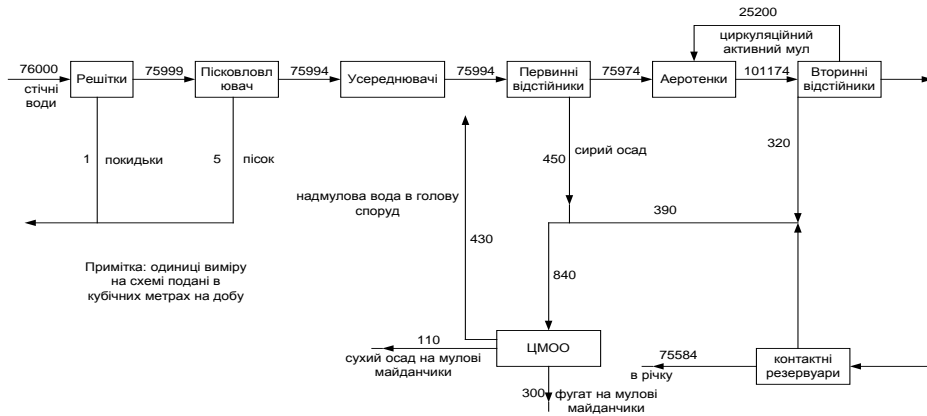 25200
циркуляційний
активний мул
76000
стічні
води
Решітки
75999
Пісковловл
ювач
75994
Усереднювачі
75994
Первинні
відстійники
75974
Аеротенки
101174
Вторинні
відстійники
1
покидьки
5
пісок
450
сирий осад
320
надмулова вода в голову
споруд
430
390
840
Примітка: одиниці виміру
на схемі подані в
кубічних метрах на добу
110
сухий осад на мулові
майданчики
ЦМОО
300
фугат на мулові
майданчики
75584
в річку
контактні
резервуари